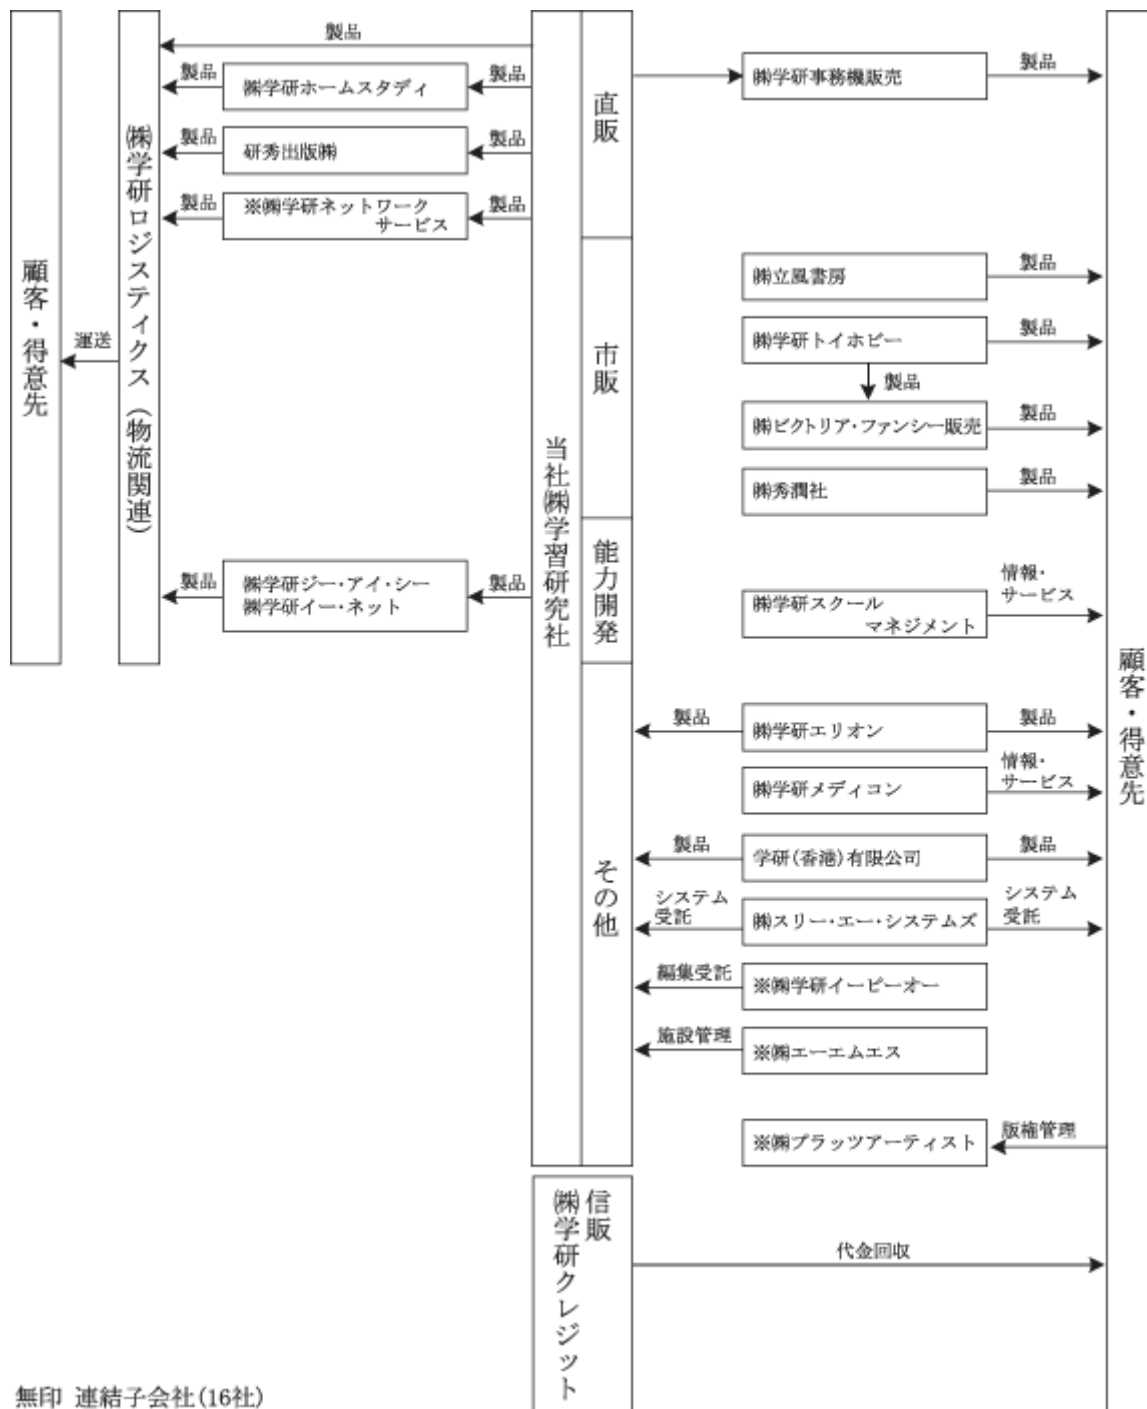 顧客・得意先
運送
㈱学研ロジスティクス（物流関連）
製品
製品
㈱学研ホームスタディ
製品
製品
研秀出版㈱
製品
製品
※㈱学研ネットワーク
サービス
製品
製品
㈱学研ジー・アイ・シー
㈱学研イー・ネット
製品
当社㈱学習研究社
直販
市販
能力開発
その他
㈱学研事務機販売
製品
㈱立風書房
製品
㈱学研トイホビー
製品
製品
㈱ビクトリア・ファンシー販売
製品
㈱秀潤社
製品
㈱学研スクール
マネジメント
情報・
サービス
製品
㈱学研エリオン
製品
㈱学研メディコン
情報・
サービス
製品
学研(香港)有限公司
製品
システム
受託
㈱スリー・エー・システムズ
システム
受託
編集受託
※㈱学研イーピーオー
施設管理
※㈱エーエムエス
※㈱プラッツアーティスト
版権管理
信販
㈱学研クレジット
代金回収
顧客・得意先
無印 連結子会社(16社)